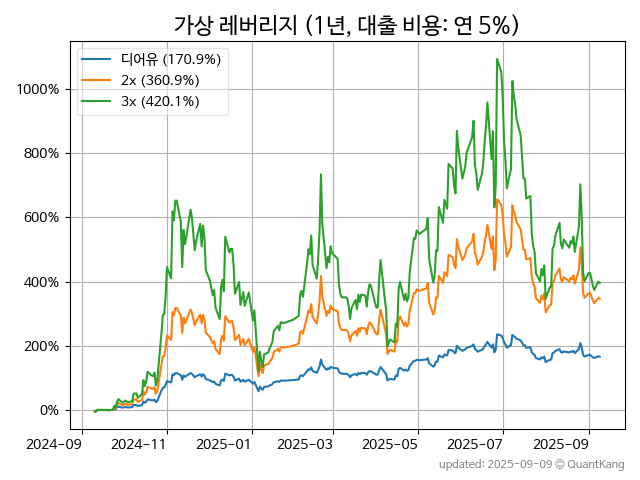 가상 레버리지 (1년, 대출 비용: 연 5%)
디어유 (170.9%)
2x (360.9%)
3x (420.1%)
1000%
800%
600%
400%
200%
0%
2024-09 2024-11 2025-01 2025-03 2025-05 2025-07 2025-09
updated: 2025-09-09 © QuantKang